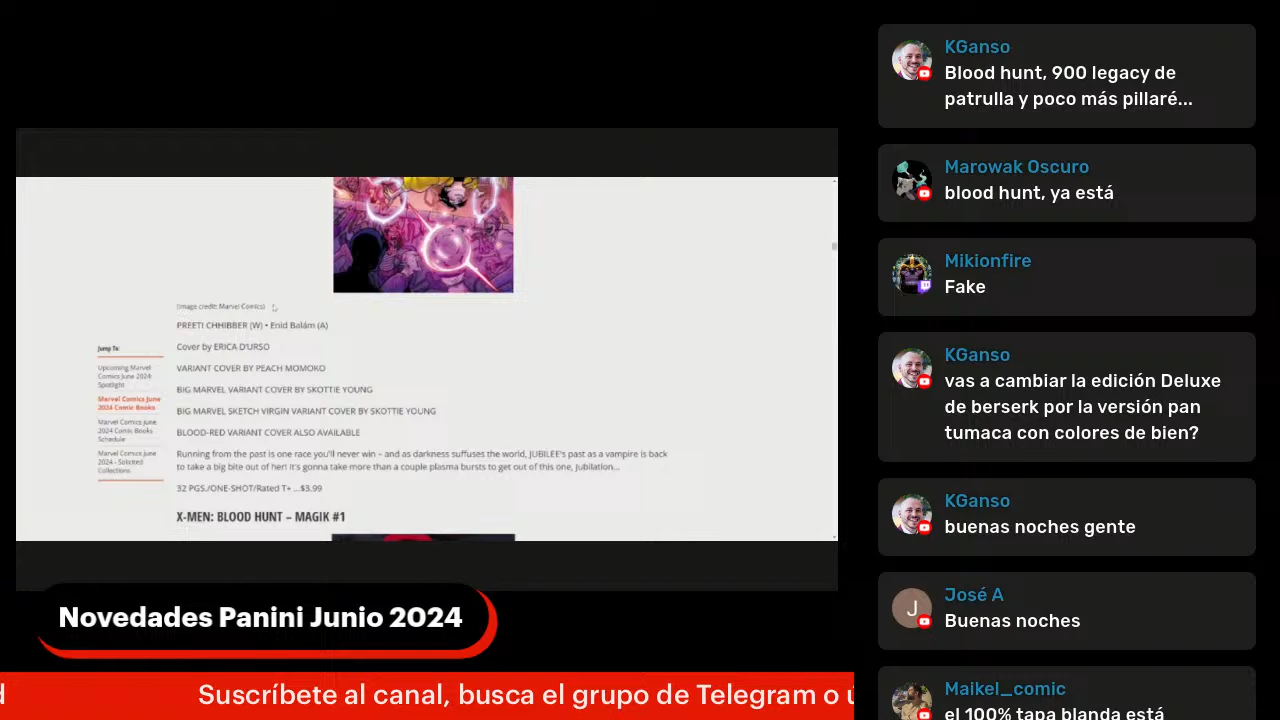 (Image credit: Marvel Comics)
PREETI CHHIBBER (W) • Enid Balám (A)
Cover by ERICA D'URSO
VARIANT COVER BY PEACH MOMOKO
BIG MARVEL VARIANT COVER BY SKOTTIE YOUNG
BIG MARVEL SKETCH VIRGIN VARIANT COVER BY SKOTTIE YOUNG
BLOOD-RED VARIANT COVER ALSO AVAILABLE
Running from the past is one race you'll never win – and as darkness suffuses the world, JUBILEE's past as a vampire is back
to take a big bite out of her! It's gonna take more than a couple plasma bursts to get out of this one, Jubilation...
32 PGS./ONE-SHOT/Rated T+ ...$3.99
X-MEN: BLOOD HUNT – MAGIK #1
Jump To:
Upcoming Marvel
Comics June 2024:
Spotlight
Marvel Comics June
2024 Comic Books
Marvel Comics June
2024 Comic Books
Schedule
Marvel Comics June
2024 - Solicited
Collections
Novedades Panini Junio 2024
d
Suscríbete al canal, busca el grupo de Telegram o ú
KGanso
Blood hunt, 900 legacy de
patrulla y poco más pillaré...
Marowak Oscuro
blood hunt, ya está
Mikionfire
Fake
KGanso
vas a cambiar la edición Deluxe
de berserk por la versión pan
tumaca con colores de bien?
KGanso
buenas noches gente
J
José A
Buenas noches
Maikel_comic
el 100% tapa blanda está